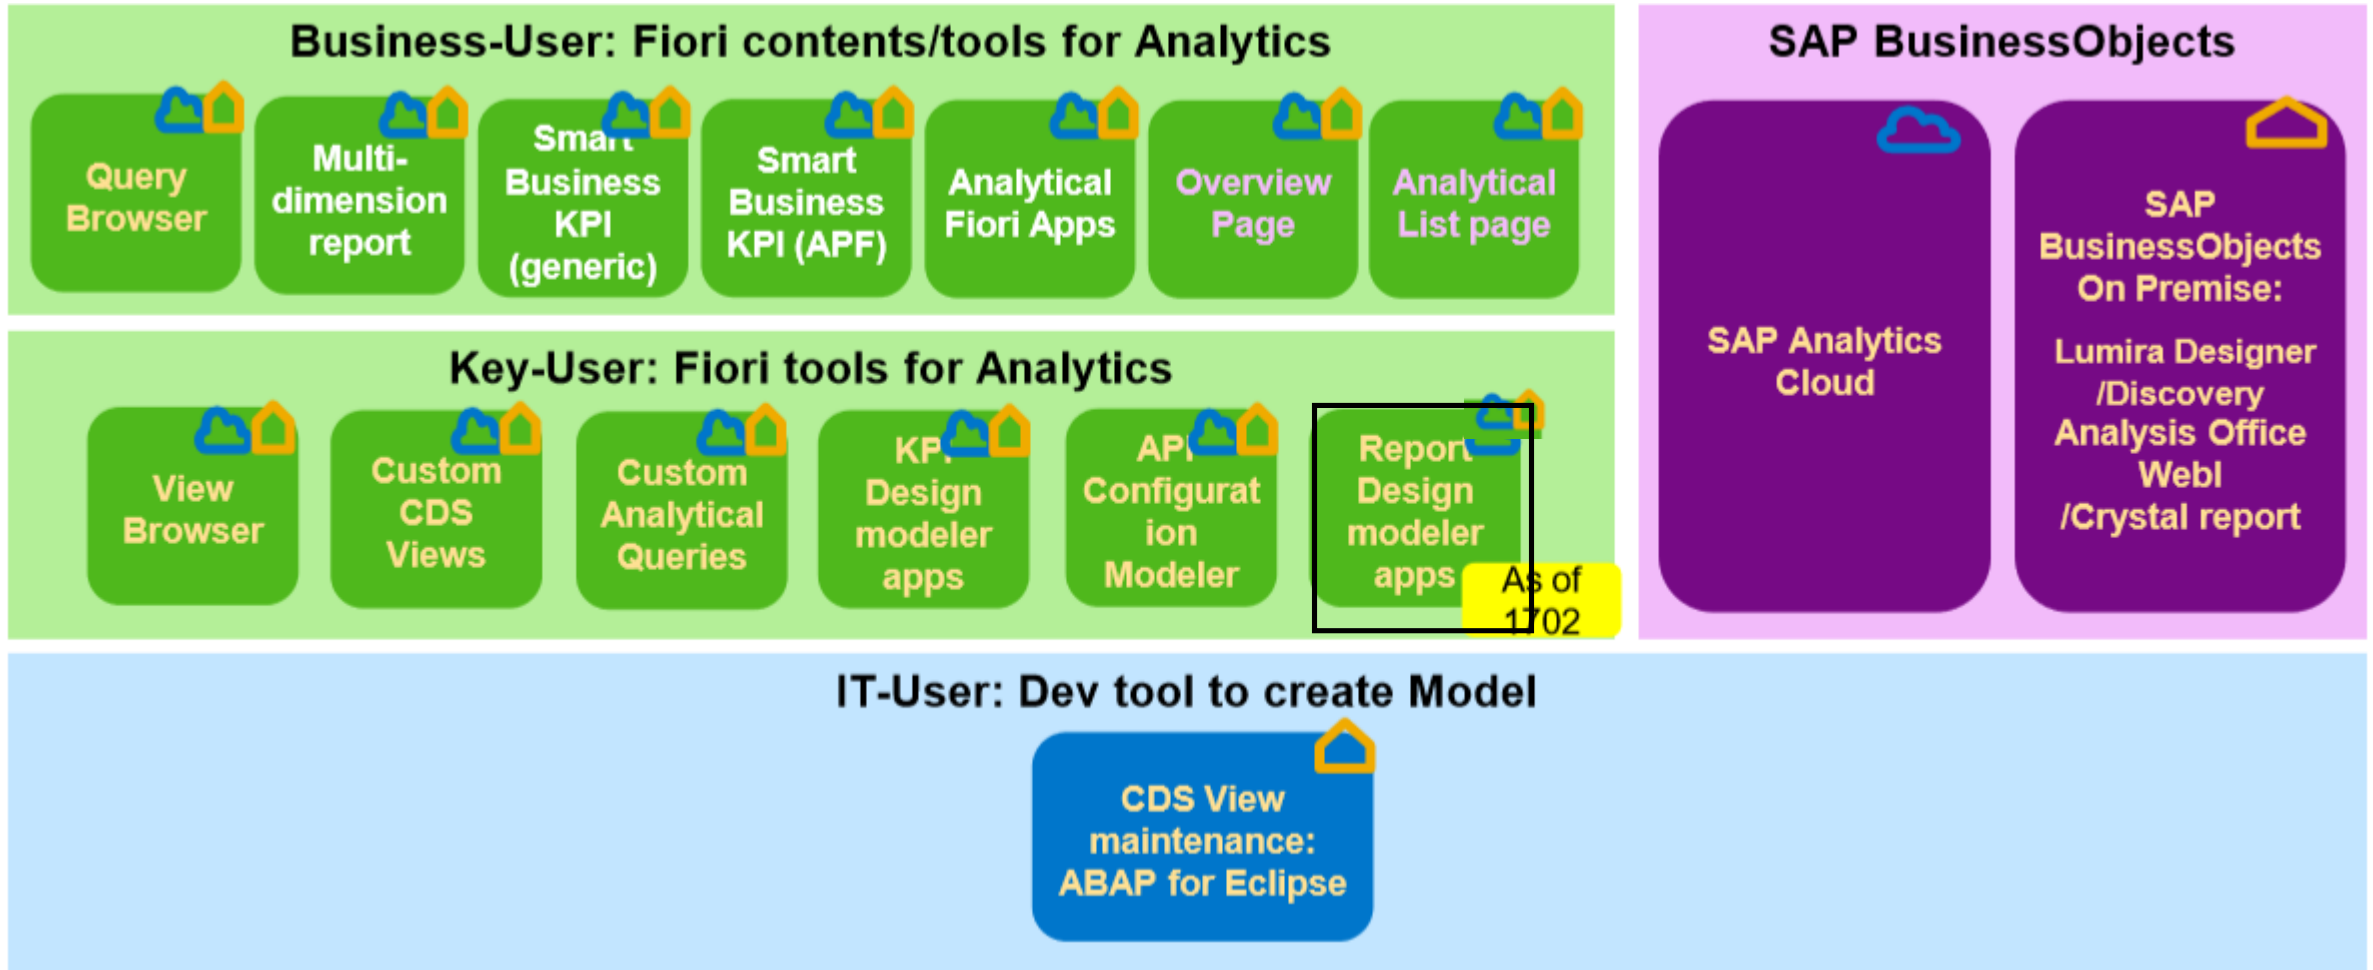 Business-User: Fiori contents/tools for Analytics
Query
Browser
Multi-
dimension
report
Smart
Business
KPI
(generic)
Smart
Business
KPI (APF)
Analytical
Fiori Apps
Overview
Page
Analytical
List page
Key-User: Fiori tools for Analytics
View
Browser
Custom
CDS
Views
Custom
Analytical
Queries
KPI
Design
modeler
apps
Configurat
ion
Modeler
Report
Design
modeler
apps
As of
1702
SAP BusinessObjects
SAP Analytics
Cloud
SAP
BusinessObjects
On Premise:
Lumira Designer
/Discovery
Analysis Office
WebI
/Crystal report
IT-User: Dev tool to create Model
CDS View
maintenance:
ABAP for Eclipse